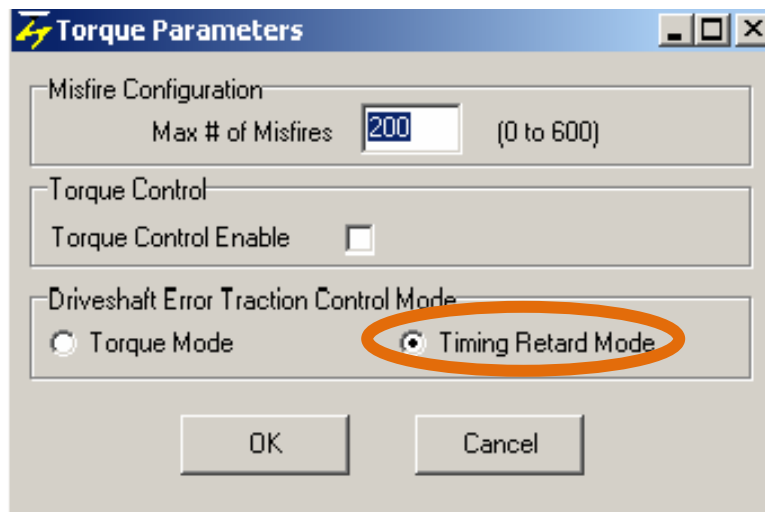 Torque Parameters
Misfire Configuration
Max # of Misfires 200 (0 to 600)
Torque Control
Torque Control Enable
Driveshaft Error Traction Control Mode
Torque Mode Timing Retard Mode
OK Cancel